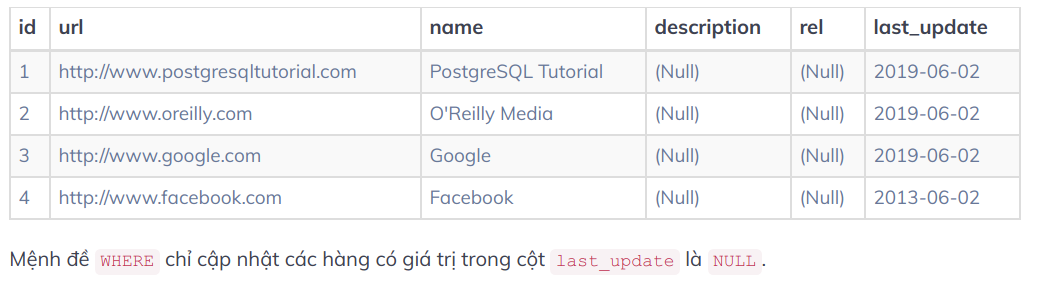 id url name description rel last_update
1 http://www.postgresqltutorial.com PostgreSQL Tutorial (Null) (Null) 2019-06-02
2 http://www.oreilly.com O'Reilly Media (Null) (Null) 2019-06-02
3 http://www.google.com Google (Null) (Null) 2019-06-02
4 http://www.facebook.com Facebook (Null) (Null) 2013-06-02
Mệnh đề WHERE chỉ cập nhật các hàng có giá trị trong cột last_update là NULL.